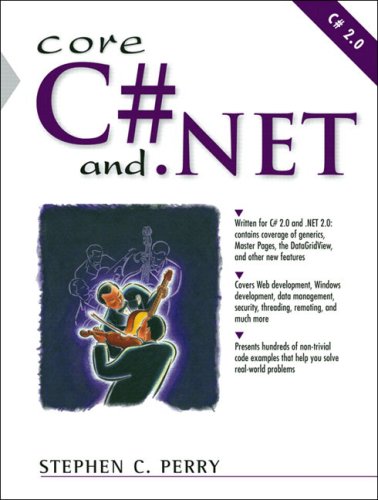 C# 2.0
core
C#
and .NET
Written for C# 2.0 and .NET 2.0:
contains coverage of generics,
Master Pages, the DataGridView,
and other new features
Covers Web development, Windows
development, data management,
security, threading, remoting, and
much more
Presents hundreds of non-trivial
code examples that help you solve
real-world problems
STEPHEN C. PERRY